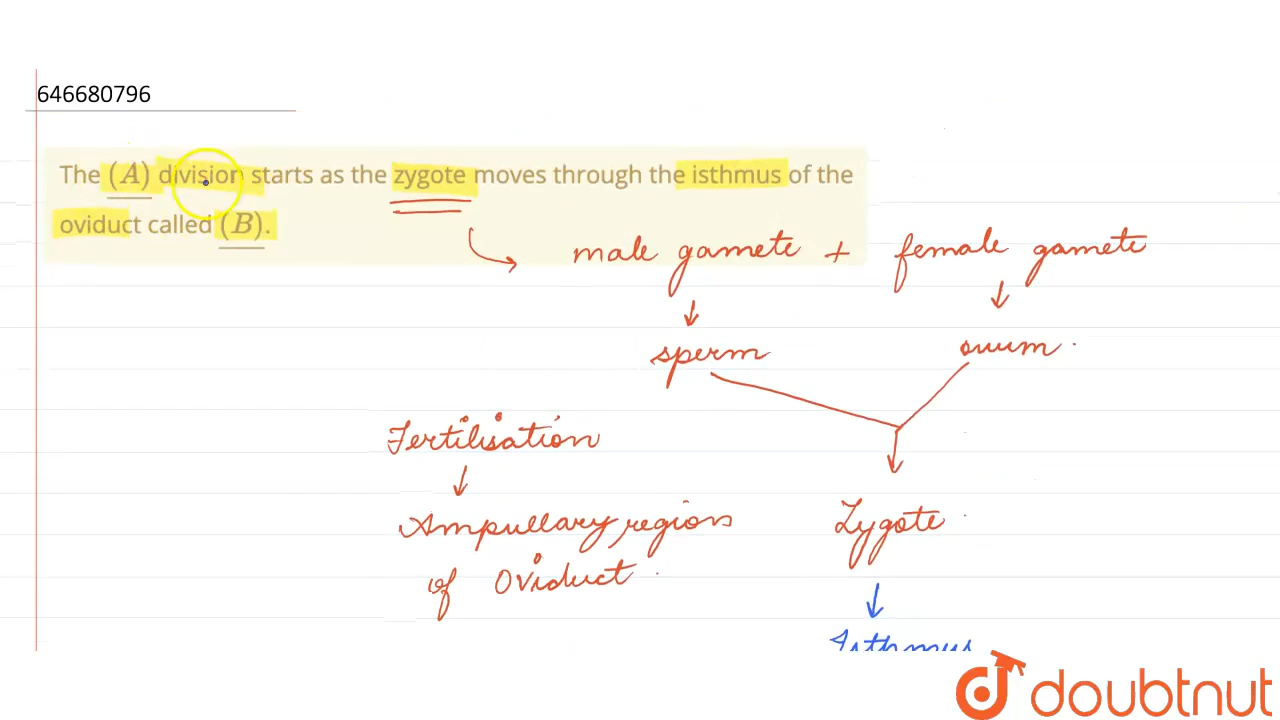 646680796
The (A) division starts as the zygote moves through the isthmus of the
oviduct called (B).
male gamete + female gamete
sperm ovum.
Fertilisation
Ampullary region Zygote
of Oviduct.
Isthmus
doubtnut